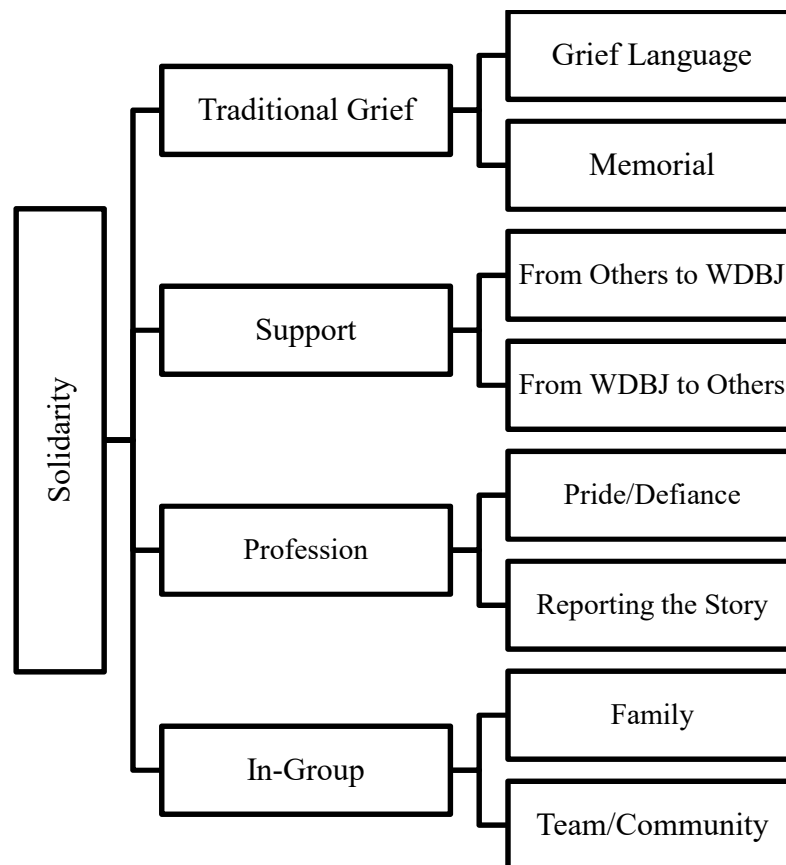 Solidarity
Traditional Grief
Grief Language
Memorial
Support
From Others to WDBJ
From WDBJ to Others
Profession
Pride/Defiance
Reporting the Story
In-Group
Family
Team/Community